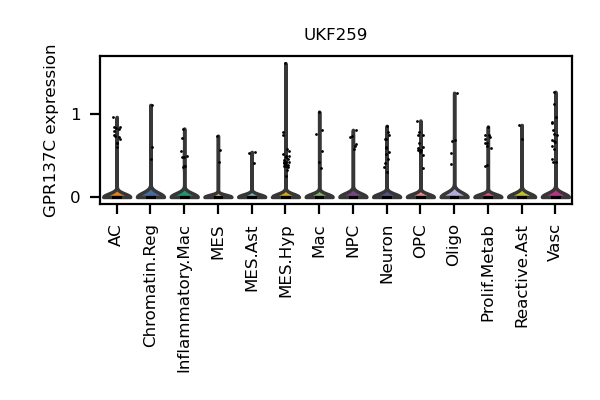 UKF259
GPR137C expression
1
0
AC
Chromatin.Reg
Inflammatory.Mac
MES
MES.Ast
MES.Hyp
Mac
NPC
Neuron
OPC
Oligo
Prolif.Metab
Reactive.Ast
Vasc